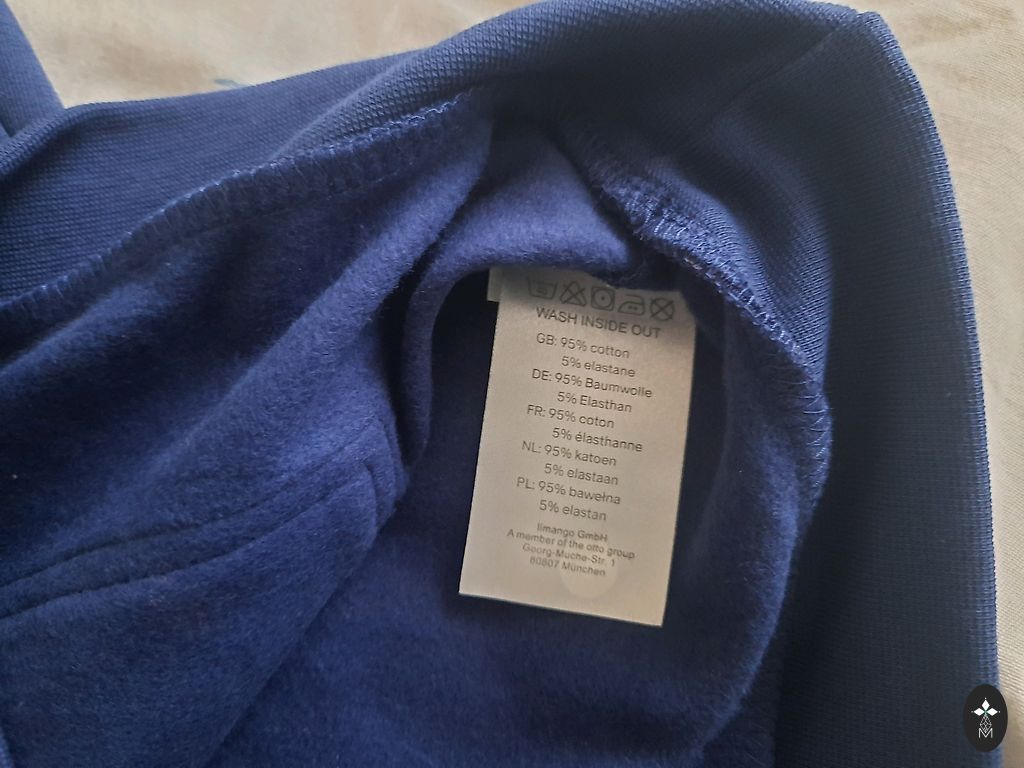 WASH INSIDE OUT
GB: 95% cotton
5% elastane
DE: 95% Baumwolle
5% Elasthan
FR: 95% coton
5% élasthanne
NL: 95% katoen
5% elastaan
PL: 95% bawełna
5% elastan
limango GmbH
A member of the otto group
Georg-Muche-Str. 1
80807 München
M